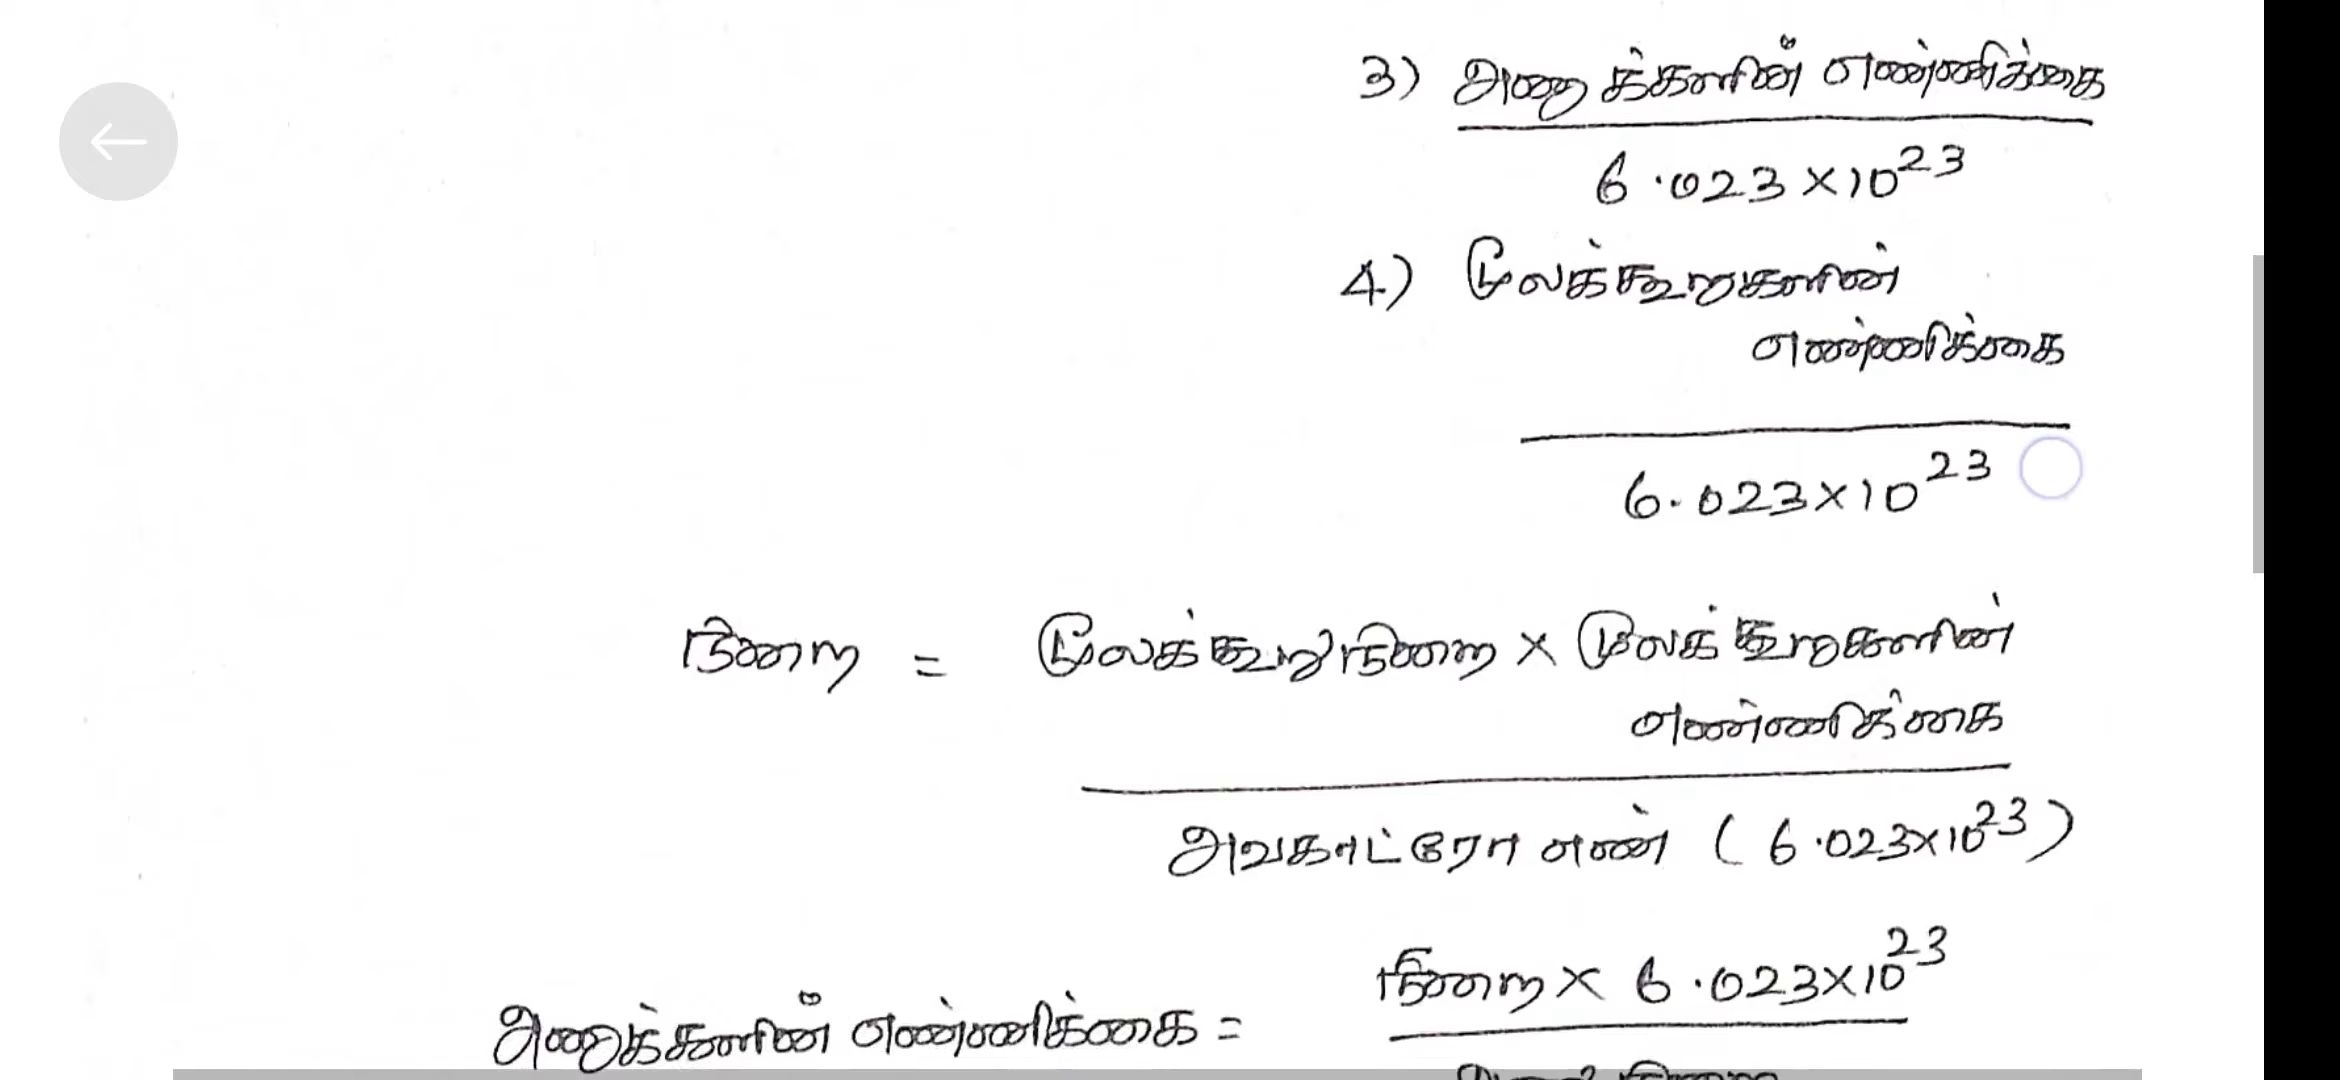 3) அணுக்களின் எண்ணிக்கை
6.023 × 10²³
4) மூலக்கூறுகளின்
எண்ணிக்கை
6.023 × 10²³
நிறை = மூலக்கூறுநிறை × மூலக்கூறுகளின்
எண்ணிக்கை
அவகாட்ரோ எண் ( 6.023×10²³ )
நிறை × 6.023×10²³
அணுக்களின் எண்ணிக்கை =